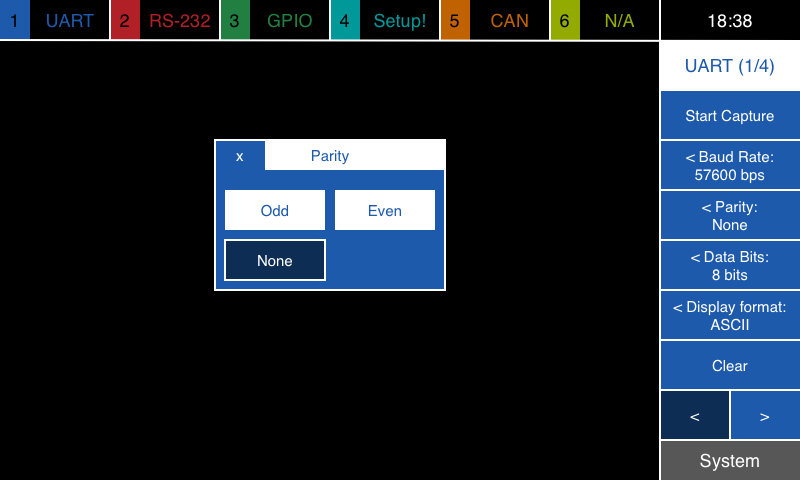 1 UART 2 RS-232 3 GPIO 4 Setup! 5 CAN 6 N/A 18:38
UART (1/4)
Start Capture
< Baud Rate:
57600 bps
< Parity:
None
< Data Bits:
8 bits
< Display format:
ASCII
Clear
< >
System
x Parity
Odd Even
None